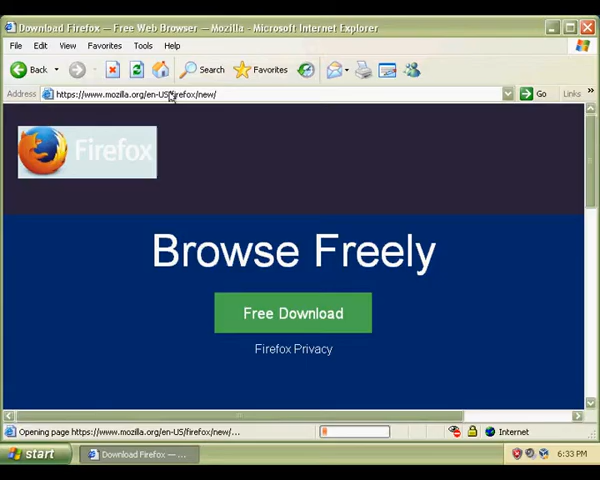 Download Firefox — Free Web Browser — Mozilla - Microsoft Internet Explorer
File Edit View Favorites Tools Help
Back Search Favorites
Address https://www.mozilla.org/en-US/firefox/new/ Go Links »
Firefox
Browse Freely
Free Download
Firefox Privacy
Opening page https://www.mozilla.org/en-US/firefox/new/... Internet
start Download Firefox — ... 6:33 PM